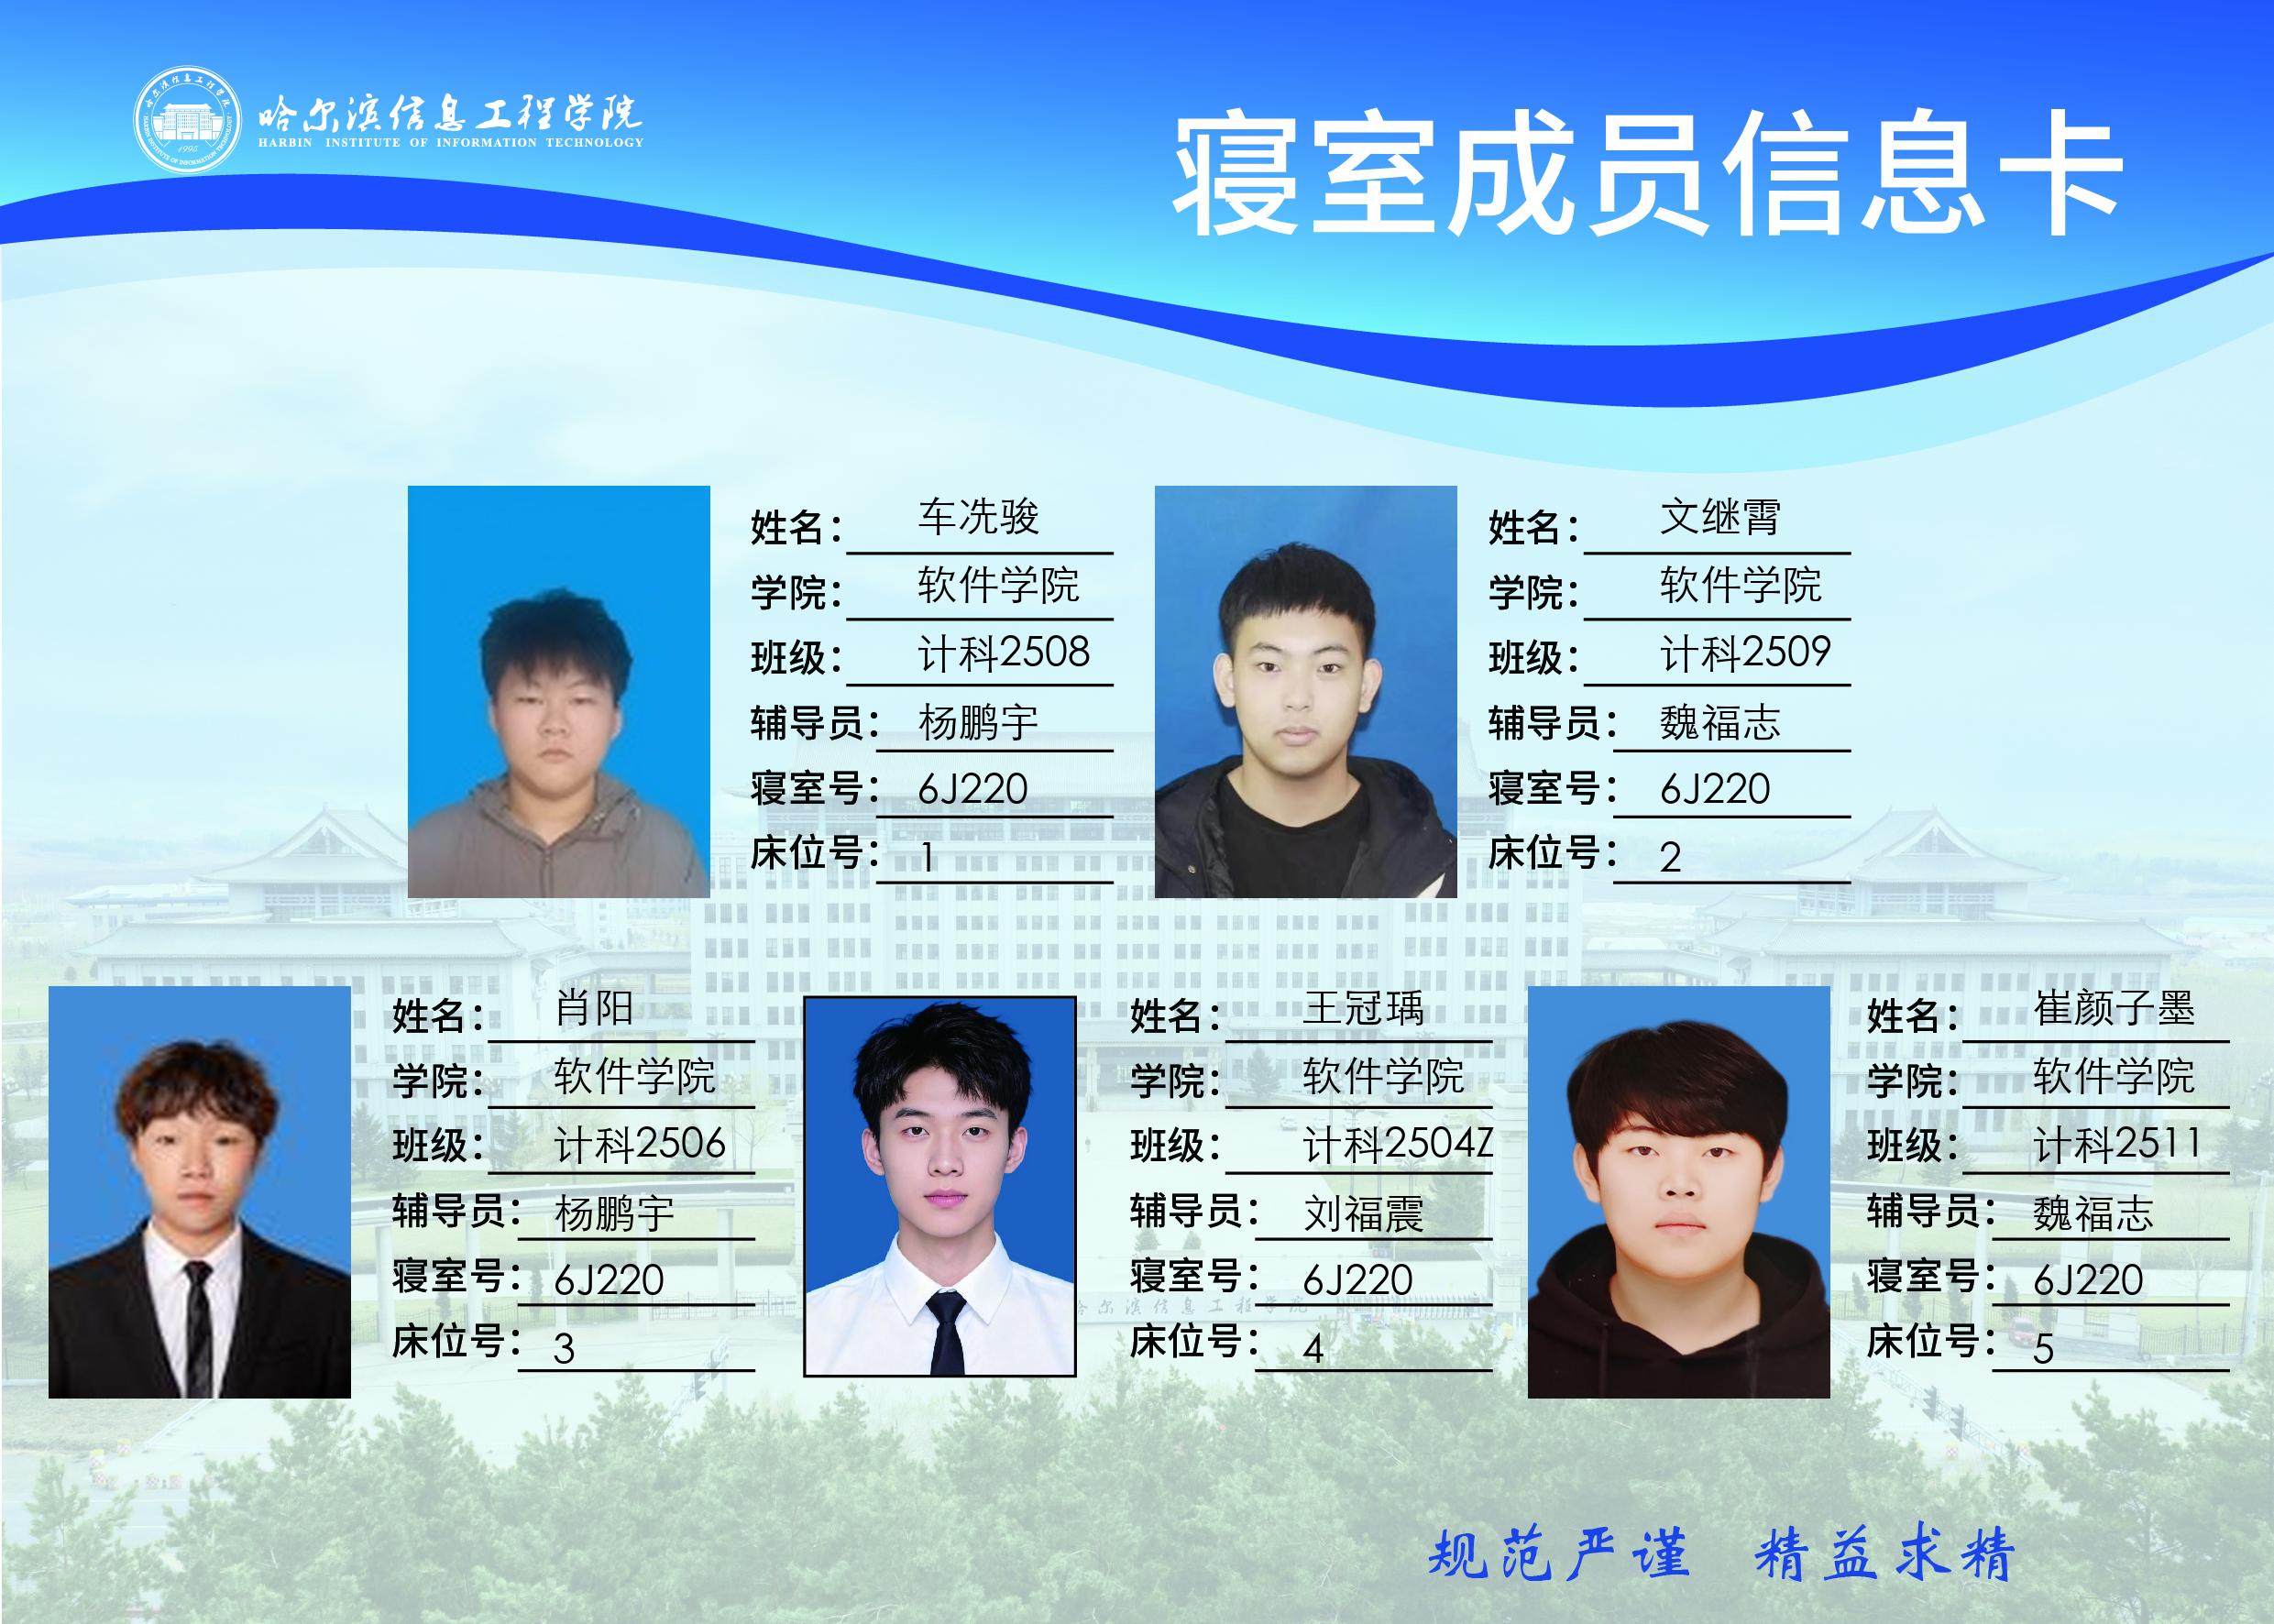 哈尔滨信息工程学院
HARBIN INSTITUTE OF INFORMATION TECHNOLOGY
1995
寝室成员信息卡
姓名： 车冼骏
学院： 软件学院
班级： 计科2508
辅导员： 杨鹏宇
寝室号： 6J220
床位号： 1
姓名： 文继霄
学院： 软件学院
班级： 计科2509
辅导员： 魏福志
寝室号： 6J220
床位号： 2
姓名： 肖阳
学院： 软件学院
班级： 计科2506
辅导员： 杨鹏宇
寝室号： 6J220
床位号： 3
姓名： 王冠瑀
学院： 软件学院
班级： 计科2504Z
辅导员： 刘福震
寝室号： 6J220
床位号： 4
姓名： 崔颜子墨
学院： 软件学院
班级： 计科2511
辅导员： 魏福志
寝室号： 6J220
床位号： 5
哈尔滨信息工程学院
规范严谨 精益求精